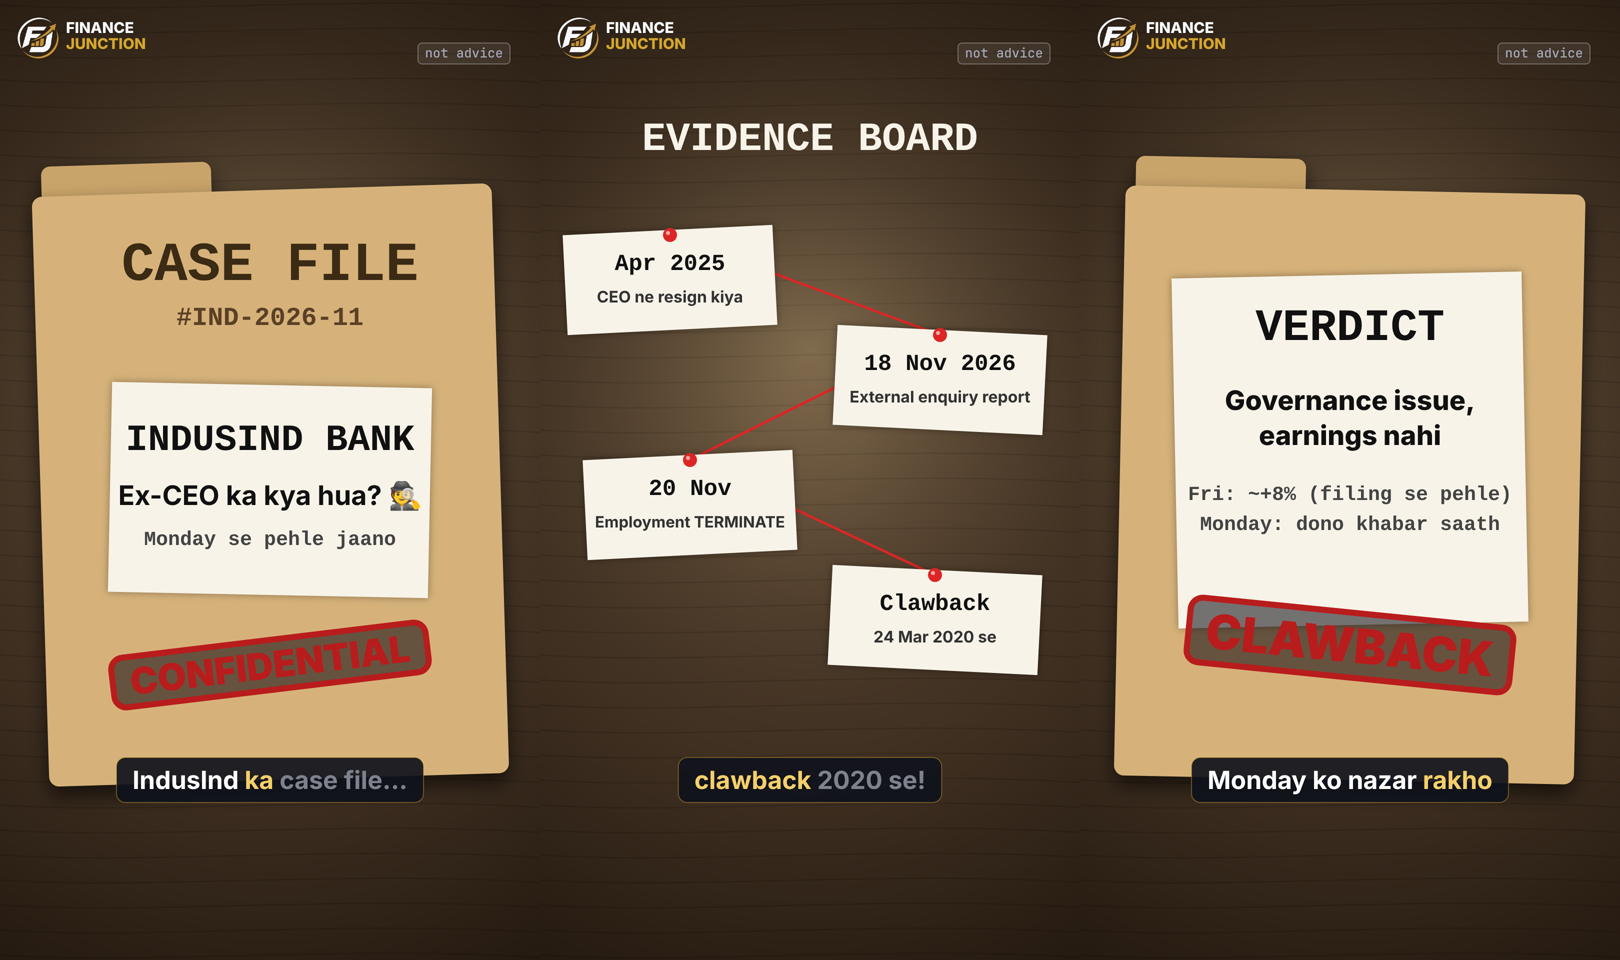 FINANCE
JUNCTION
not advice
CASE FILE
#IND-2026-11
INDUSIND BANK
Ex-CEO ka kya hua?
Monday se pehle jaano
CONFIDENTIAL
IndusInd ka case file...
FINANCE
JUNCTION
not advice
EVIDENCE BOARD
Apr 2025
CEO ne resign kiya
18 Nov 2026
External enquiry report
20 Nov
Employment TERMINATE
Clawback
24 Mar 2020 se
clawback 2020 se!
FINANCE
JUNCTION
not advice
VERDICT
Governance issue,
earnings nahi
Fri: ~+8% (filing se pehle)
Monday: dono khabar saath
CLAWBACK
Monday ko nazar rakho